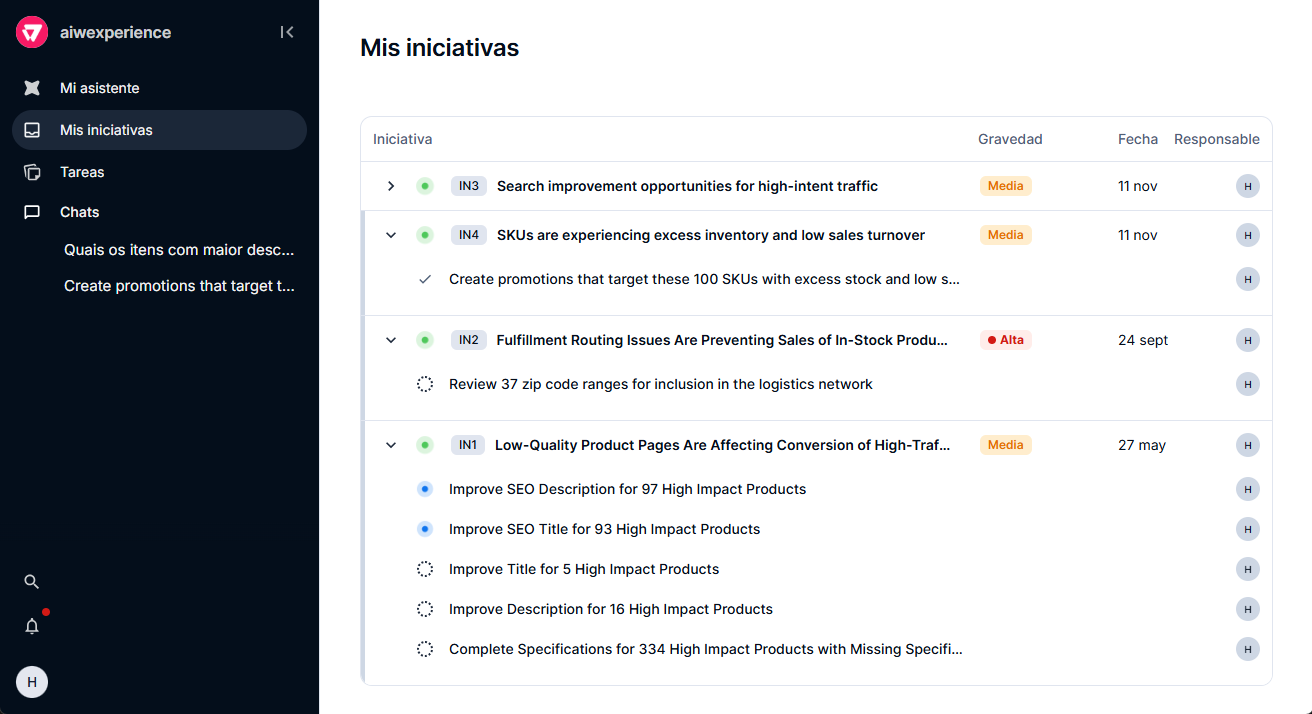 aiwexperience
Mi asistente
Mis iniciativas
Tareas
Chats
Quais os itens com maior desc...
Create promotions that target t...
H
Mis iniciativas
Iniciativa Gravedad Fecha Responsable
IN3 Search improvement opportunities for high-intent traffic Media 11 nov H
IN4 SKUs are experiencing excess inventory and low sales turnover Media 11 nov H
Create promotions that target these 100 SKUs with excess stock and low s... H
IN2 Fulfillment Routing Issues Are Preventing Sales of In-Stock Produ... Alta 24 sept H
Review 37 zip code ranges for inclusion in the logistics network H
IN1 Low-Quality Product Pages Are Affecting Conversion of High-Traf... Media 27 may H
Improve SEO Description for 97 High Impact Products H
Improve SEO Title for 93 High Impact Products H
Improve Title for 5 High Impact Products H
Improve Description for 16 High Impact Products H
Complete Specifications for 334 High Impact Products with Missing Specifi... H